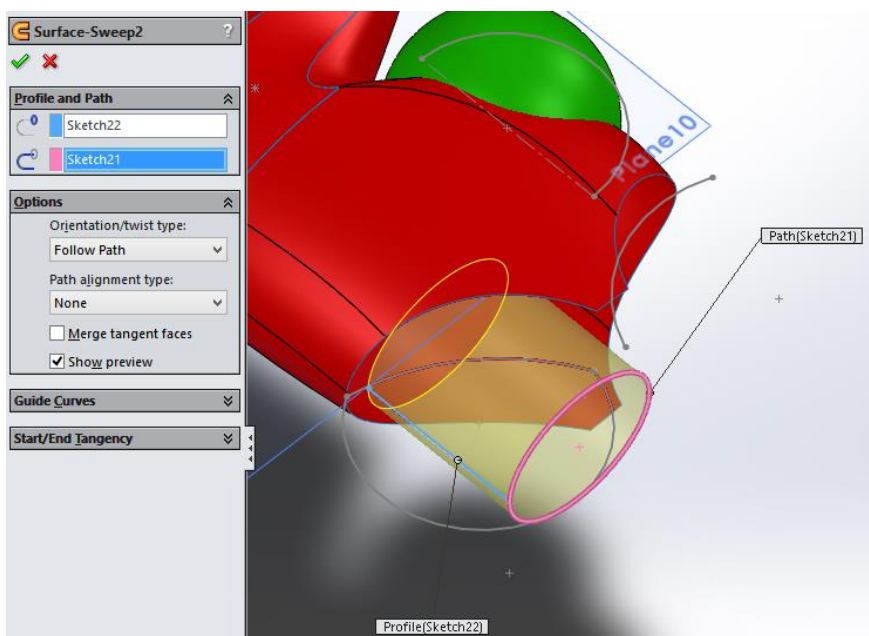 Surface-Sweep2 ?
Profile and Path
Sketch22
Sketch21
Options
Orientation/twist type:
Follow Path
Path alignment type:
None
Merge tangent faces
Show preview
Guide Curves
Start/End Tangency
Plane10
Path(Sketch21)
Profile(Sketch22)